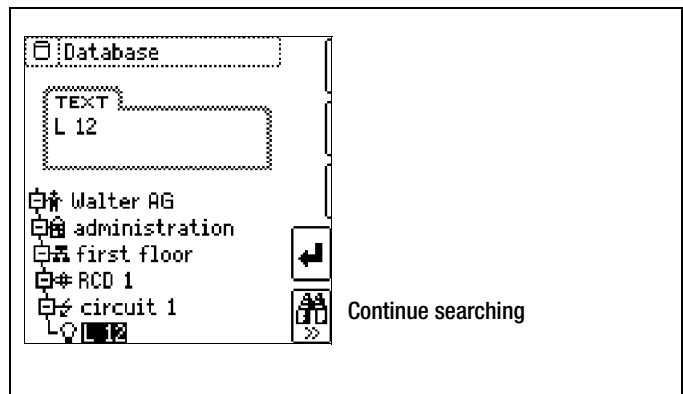 Database
TEXT
L 12
Walter AG
administration
first floor
RCD 1
circuit 1
L 12
Continue searching